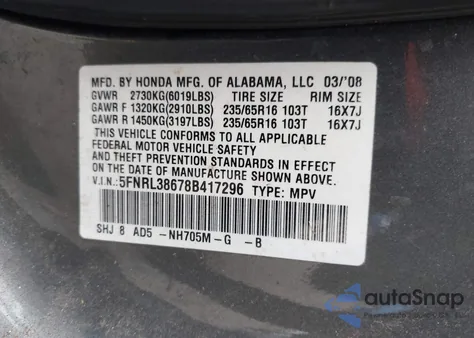 MFD. BY HONDA MFG. OF ALABAMA, LLC 03/'08
GVWR 2730KG(6019LBS) TIRE SIZE RIM SIZE
GAWR F 1320KG(2910LBS) 235/65R16 103T 16X7J
GAWR R 1450KG(3197LBS) 235/65R16 103T 16X7J
THIS VEHICLE CONFORMS TO ALL APPLICABLE
FEDERAL MOTOR VEHICLE SAFETY AND
THEFT PREVENTION STANDARDS IN EFFECT ON
THE DATE OF MANUFACTURE SHOWN ABOVE.
V.I.N.: 5FNRL38678B417296 TYPE: MPV
SHJ 8 AD5 -NH705M-G -B
autoSnap